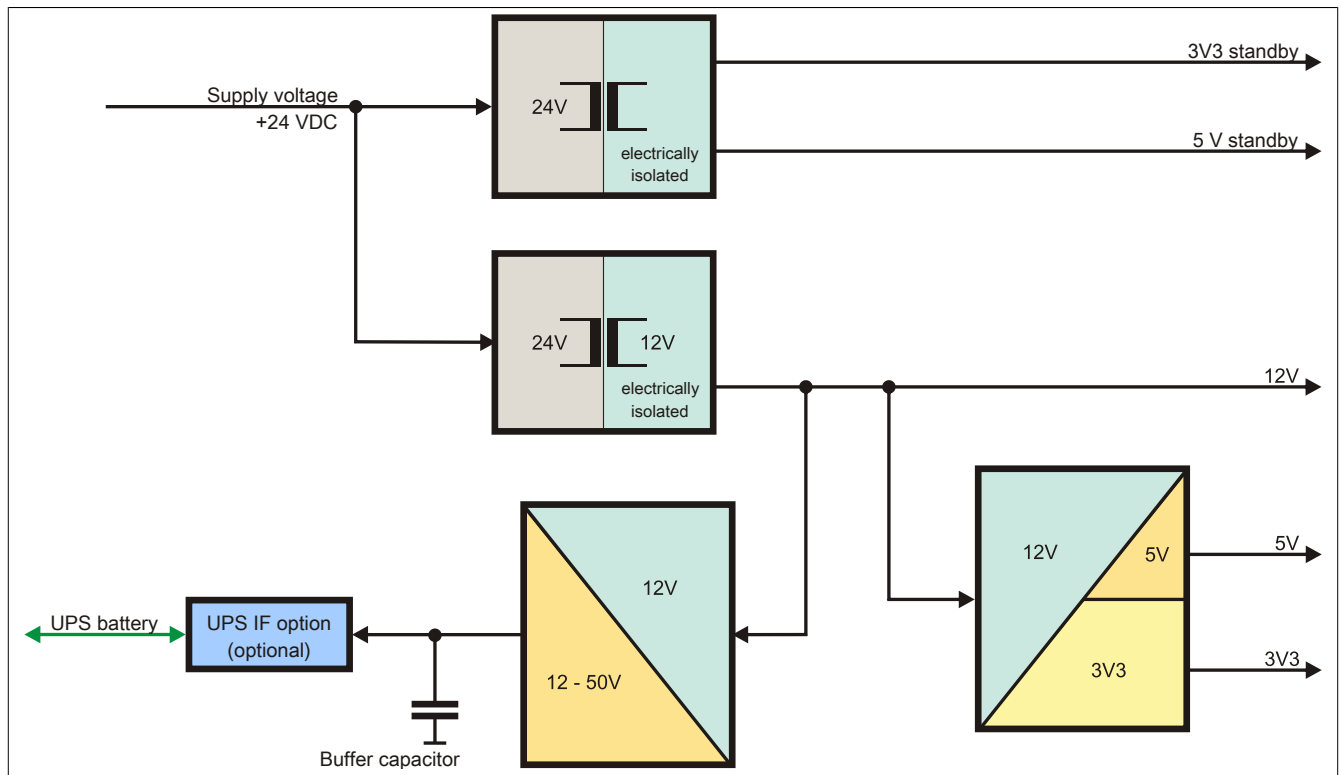 3V3 standby
Supply voltage
+24 VDC
24V
electrically
isolated
5 V standby
24V
12V
electrically
isolated
12V
12V
5V
5V
12V
UPS battery
UPS IF option
(optional)
12 - 50V
3V3
3V3
Buffer capacitor